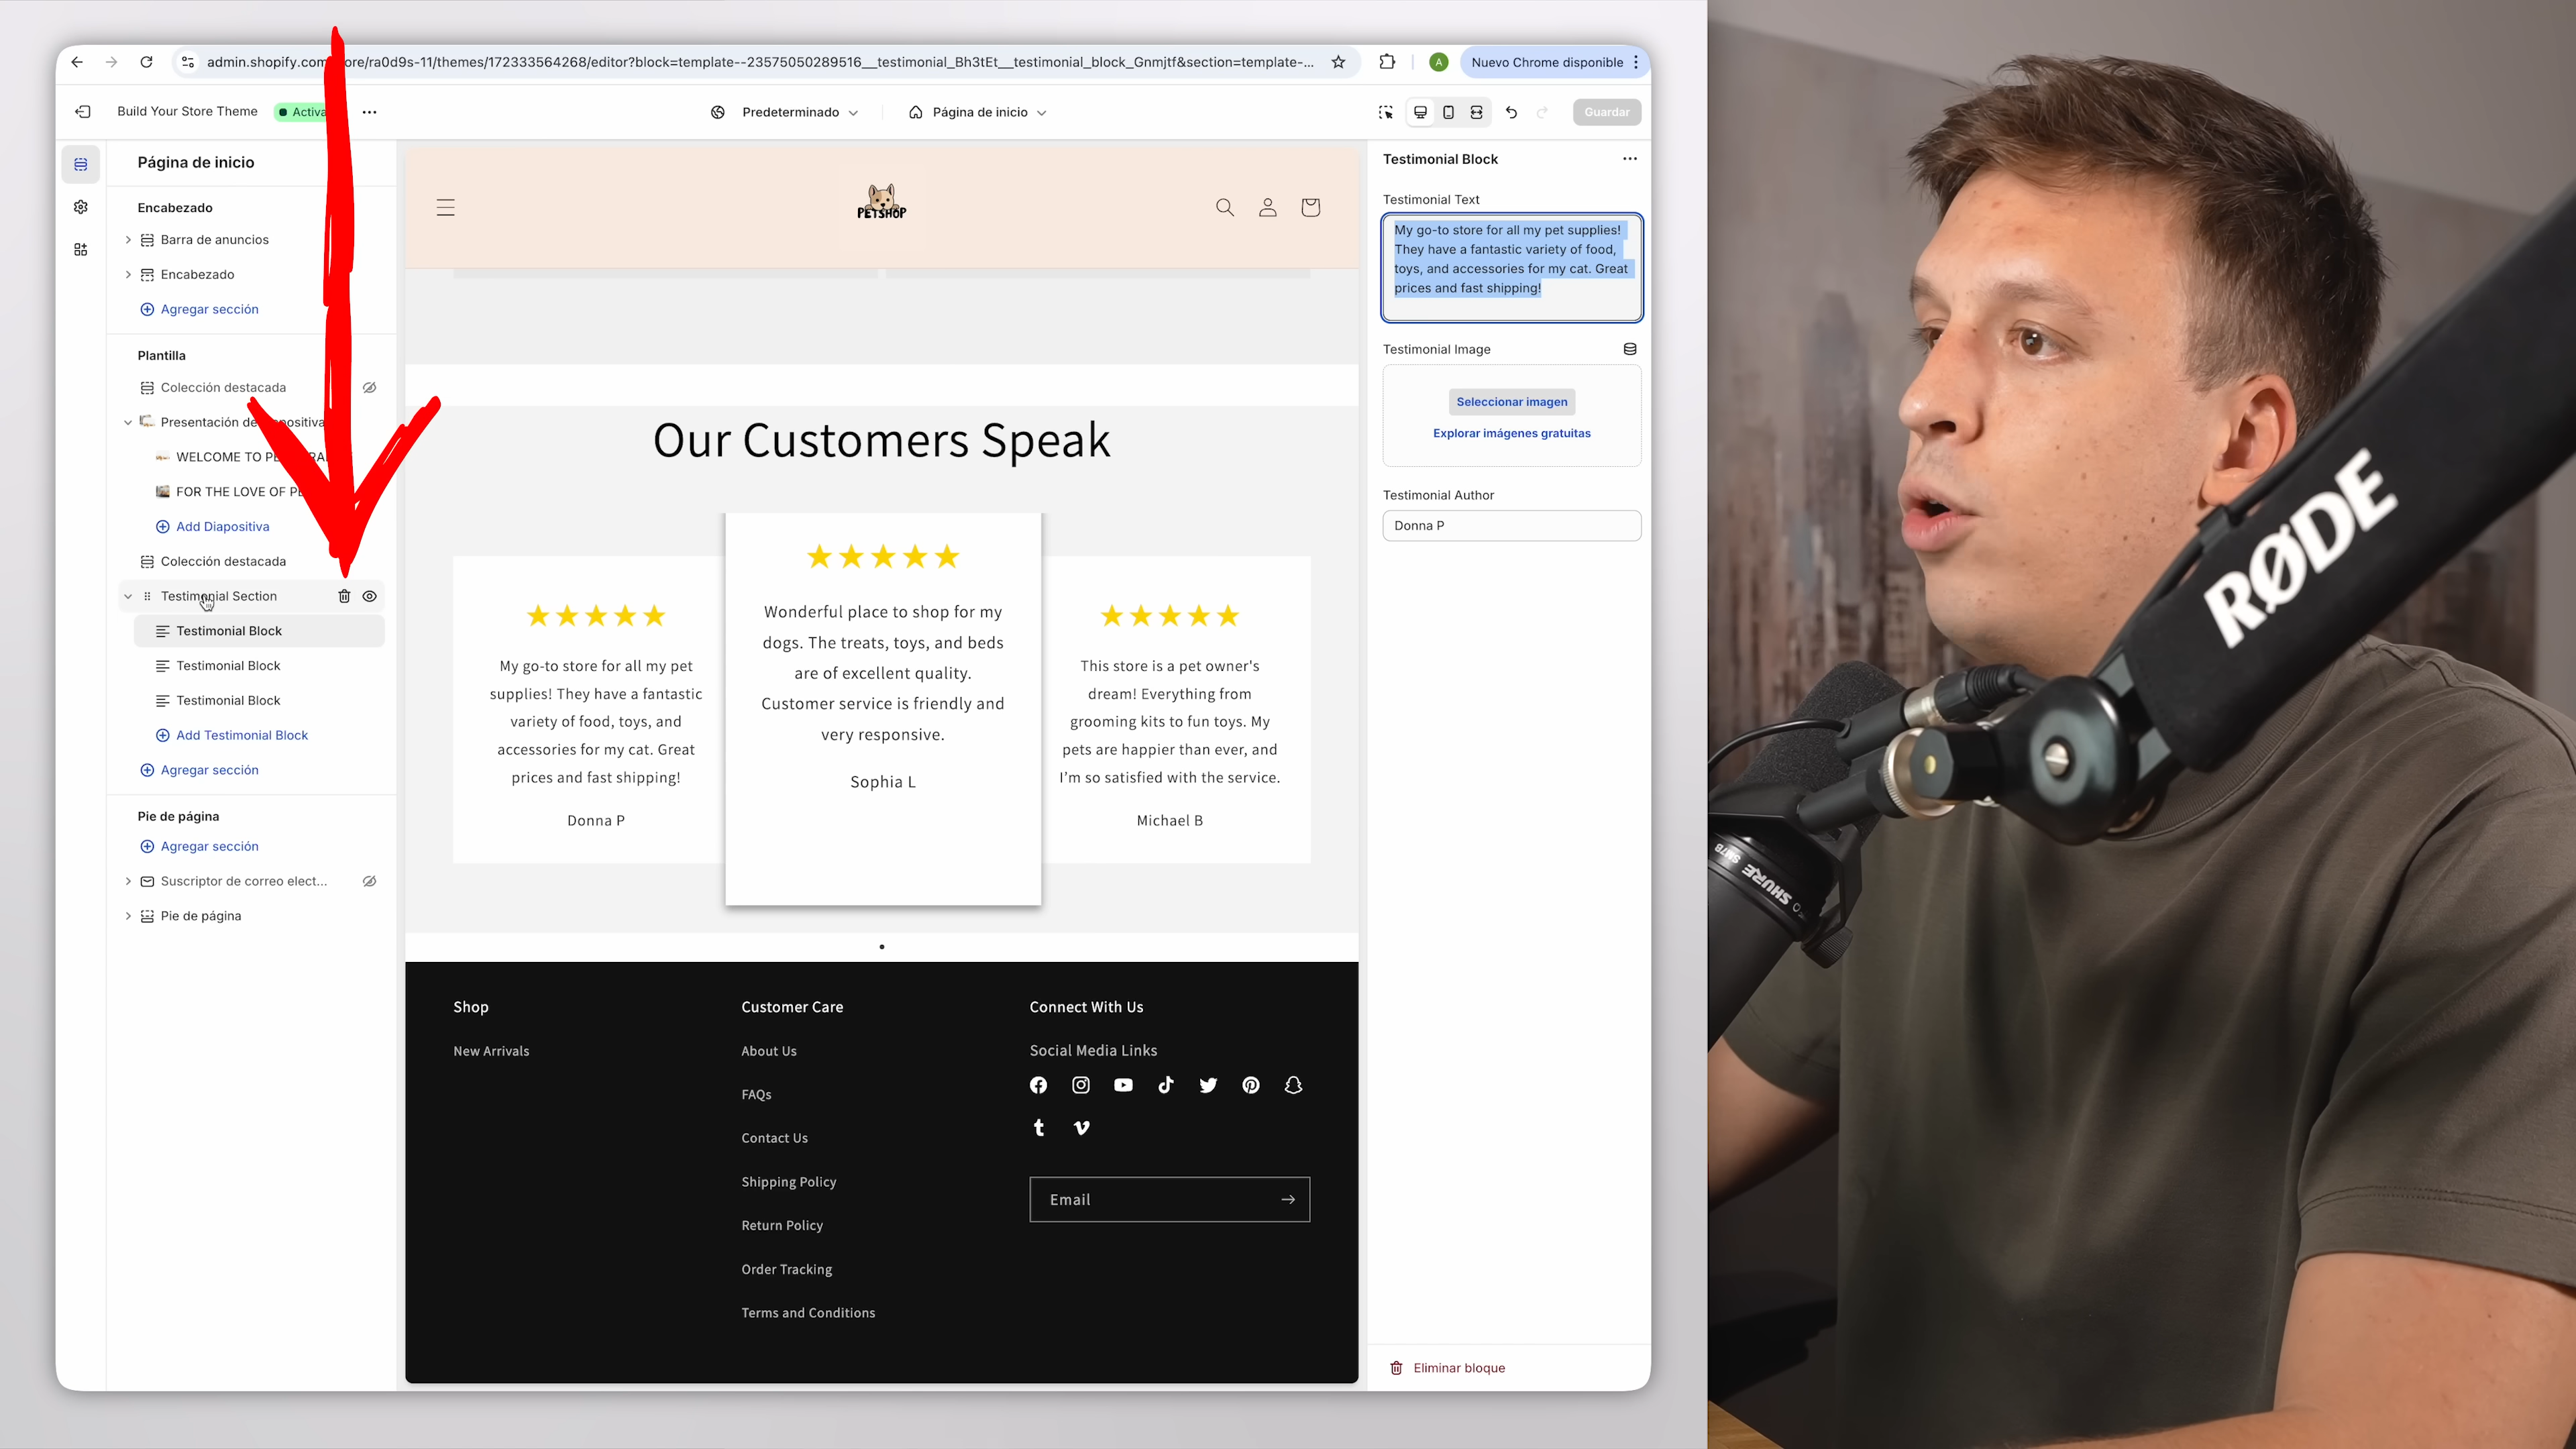 admin.shopify.com
ore/ra0d9s-11/themes/172333564268/editor?block=template--23575050289516__testimonial_Bh3tEt__testimonial_block_Gnmjtf&section=template-...
A
Nuevo Chrome disponible
Build Your Store Theme
Activa
Predeterminado
Página de inicio
Guardar
Página de inicio
Encabezado
Barra de anuncios
Encabezado
Agregar sección
Plantilla
Colección destacada
Presentación de
WELCOME TO
FOR THE LOVE OF
Add Diapositiva
Colección destacada
Testimonial Section
Testimonial Block
Testimonial Block
Testimonial Block
Add Testimonial Block
Agregar sección
Pie de página
Agregar sección
Suscriptor de correo elect...
Pie de página
PETSHOP
Our Customers Speak
My go-to store for all my pet
supplies! They have a fantastic
variety of food, toys, and
accessories for my cat. Great
prices and fast shipping!
Donna P
Wonderful place to shop for my
dogs. The treats, toys, and beds
are of excellent quality.
Customer service is friendly and
very responsive.
Sophia L
This store is a pet owner's
dream! Everything from
grooming kits to fun toys. My
pets are happier than ever, and
I'm so satisfied with the service.
Michael B
Shop
New Arrivals
Customer Care
About Us
FAQs
Contact Us
Shipping Policy
Return Policy
Order Tracking
Terms and Conditions
Connect With Us
Social Media Links
Email
Testimonial Block
Testimonial Text
My go-to store for all my pet supplies!
They have a fantastic variety of food,
toys, and accessories for my cat. Great
prices and fast shipping!
Testimonial Image
Seleccionar imagen
Explorar imágenes gratuitas
Testimonial Author
Donna P
Eliminar bloque
RØDE
SHURE
SM7B